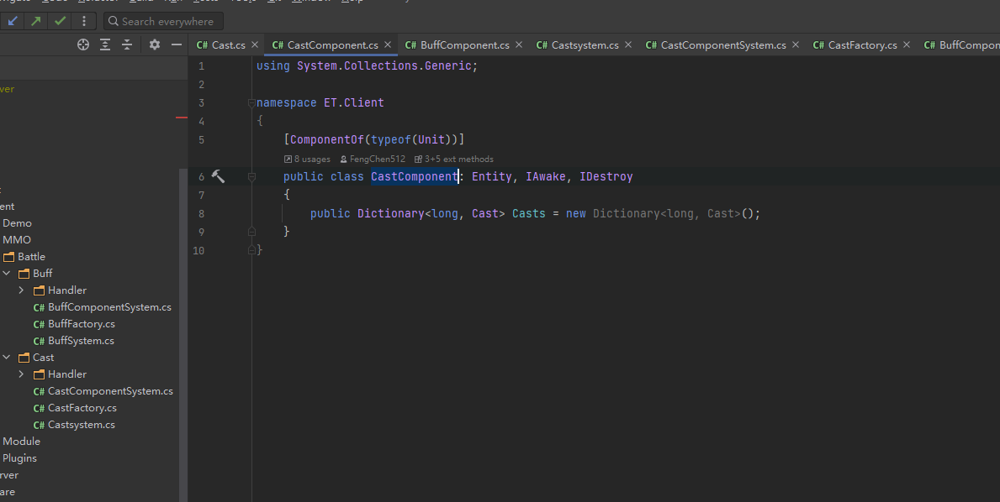 Search everywhere
Cast.cs
CastComponent.cs
BuffComponent.cs
Castsystem.cs
CastComponentSystem.cs
CastFactory.cs
BuffCompon
ver
ent
Demo
MMO
Battle
Buff
Handler
BuffComponentSystem.cs
BuffFactory.cs
BuffSystem.cs
Cast
Handler
CastComponentSystem.cs
CastFactory.cs
Castsystem.cs
Module
Plugins
rver
are
1 using System.Collections.Generic;
2
3 namespace ET.Client
4 {
5 [ComponentOf(typeof(Unit))]
8 usages FengChen512 3+5 ext methods
6 public class CastComponent: Entity, IAwake, IDestroy
7 {
8 public Dictionary<long, Cast> Casts = new Dictionary<long, Cast>();
9 }
10 }